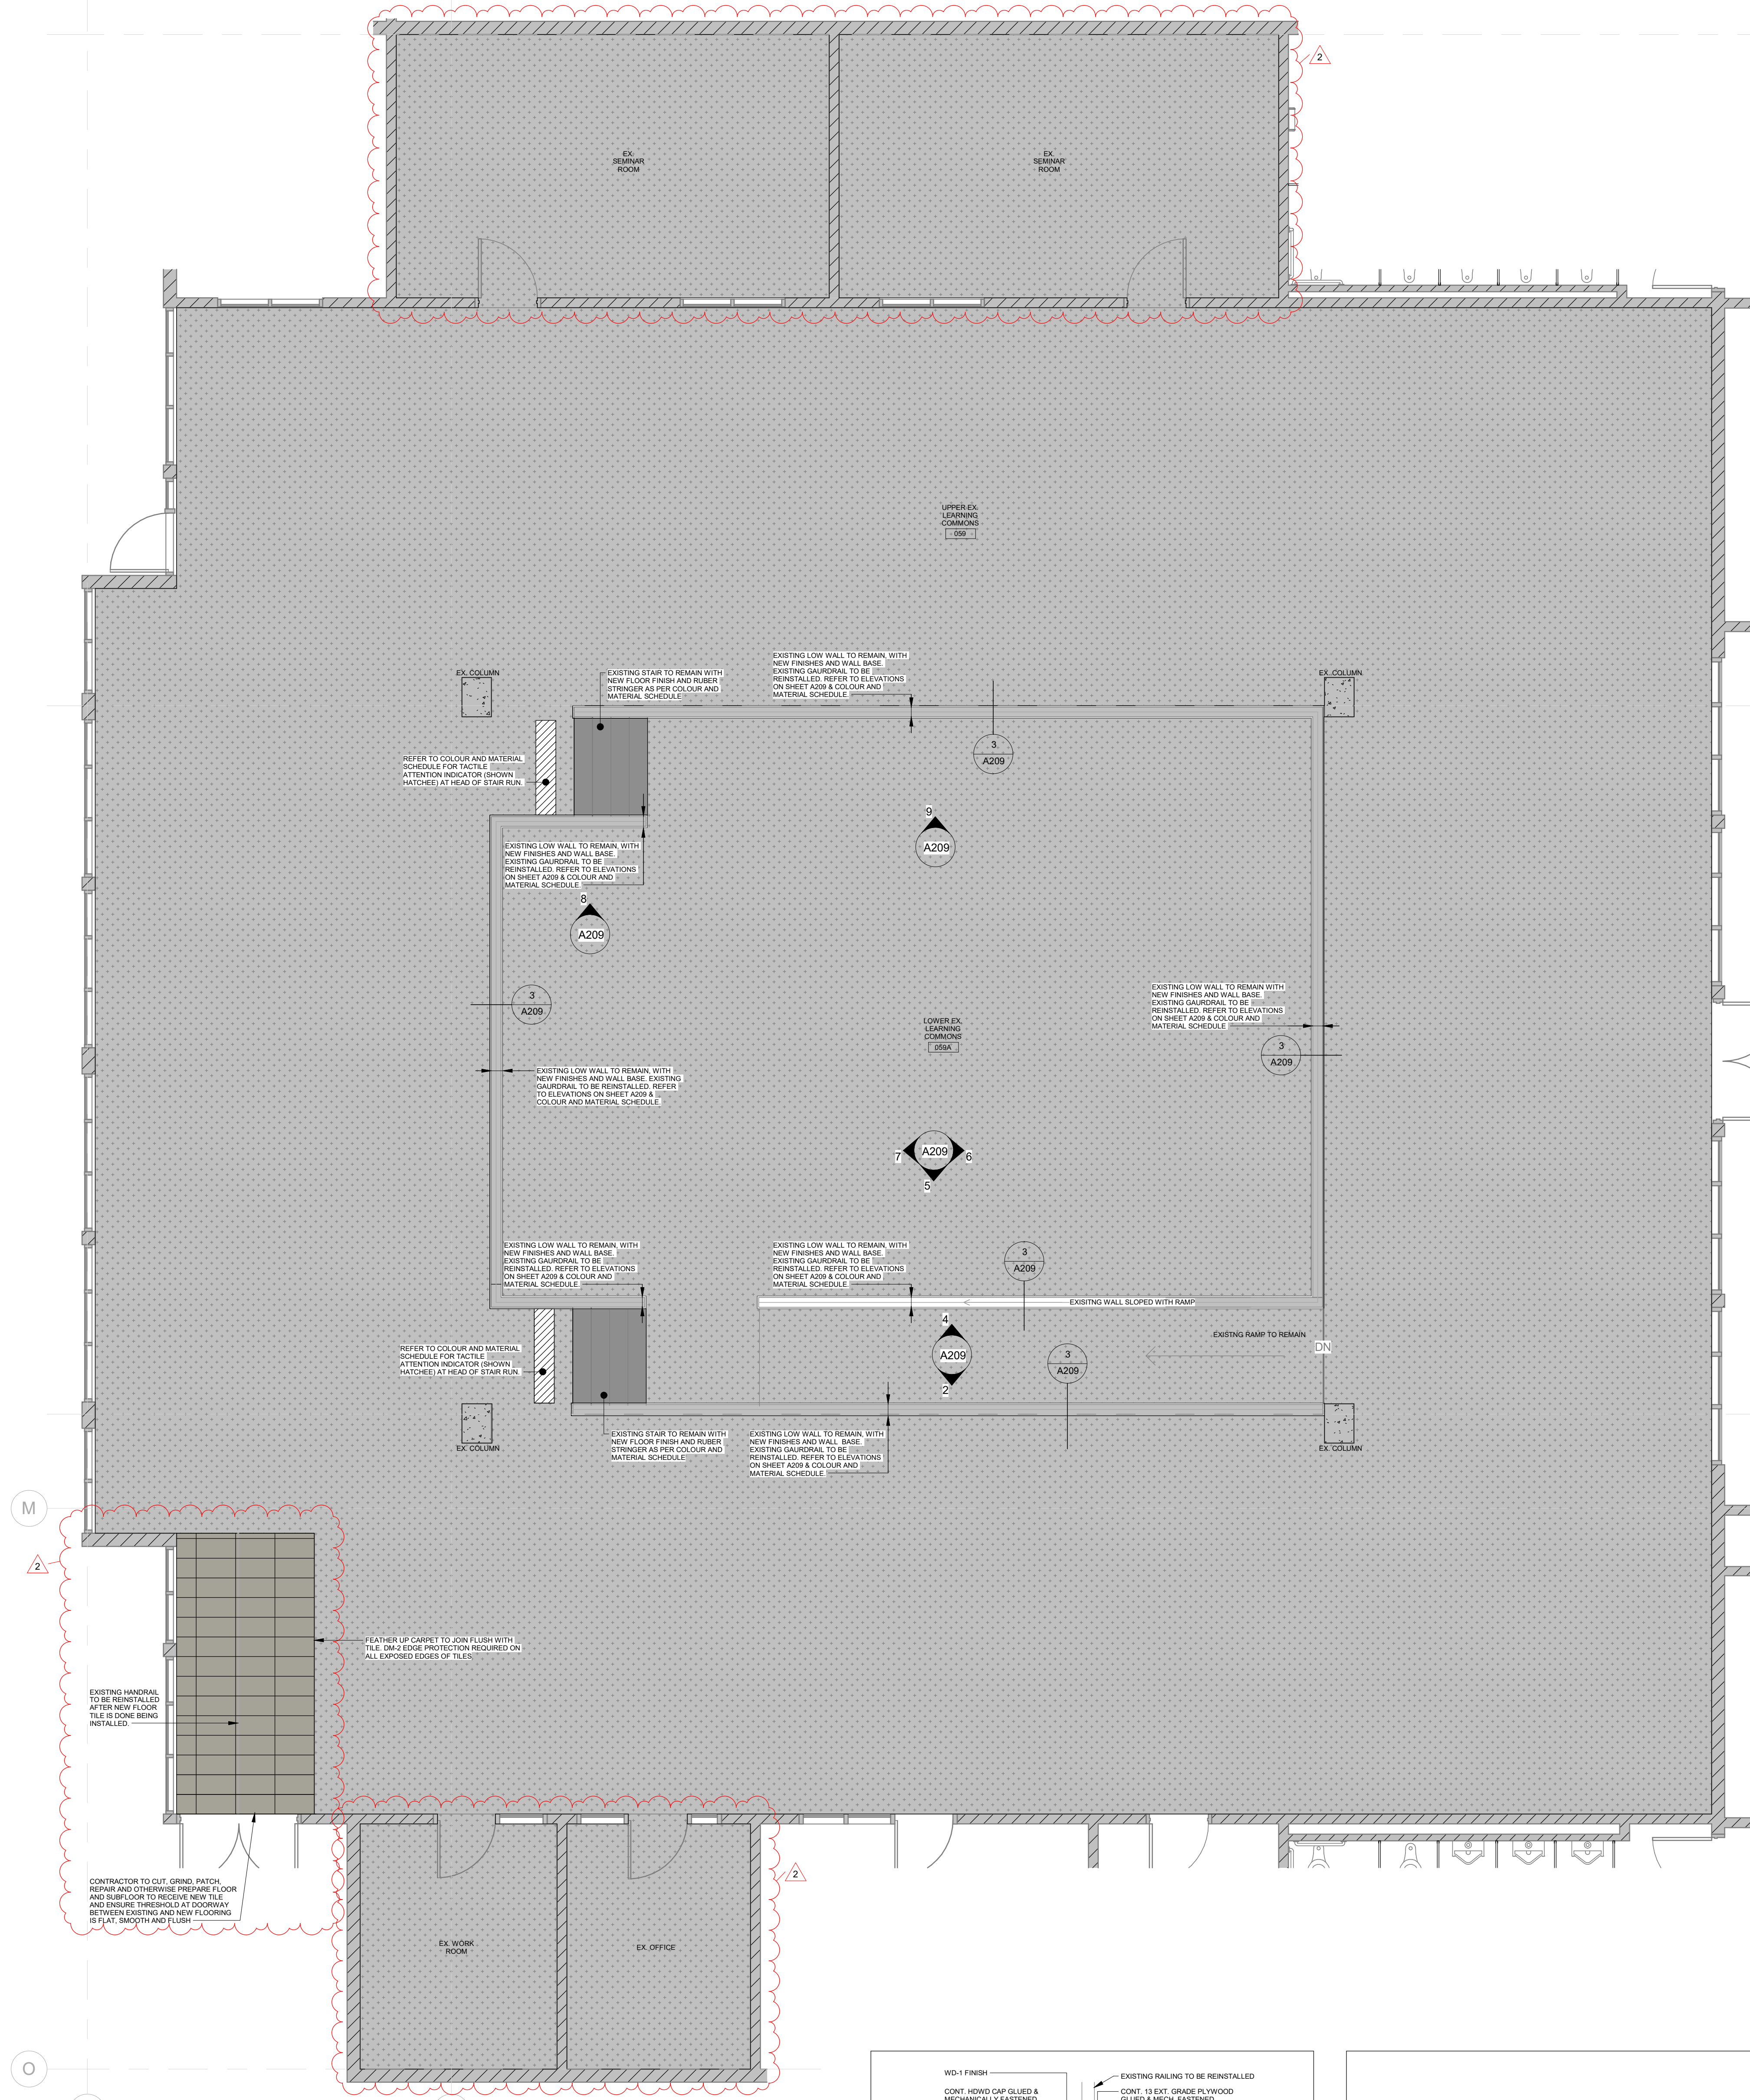 2
EX.
SEMINAR
ROOM
EX.
SEMINAR
ROOM
UPPER EX.
LEARNING
COMMONS
059
EX. COLUMN
EXISTING STAIR TO REMAIN WITH
NEW FLOOR FINISH AND RUBER
STRINGER AS PER COLOUR AND
MATERIAL SCHEDULE
EXISTING LOW WALL TO REMAIN, WITH
NEW FINISHES AND WALL BASE.
EXISTING GAURDRAIL TO BE
REINSTALLED. REFER TO ELEVATIONS
ON SHEET A209 & COLOUR AND
MATERIAL SCHEDULE.
EX. COLUMN
3
A209
REFER TO COLOUR AND MATERIAL
SCHEDULE FOR TACTILE
ATTENTION INDICATOR (SHOWN
HATCHEE) AT HEAD OF STAIR RUN.
9
A209
EXISTING LOW WALL TO REMAIN, WITH
NEW FINISHES AND WALL BASE.
EXISTING GAURDRAIL TO BE
REINSTALLED. REFER TO ELEVATIONS
ON SHEET A209 & COLOUR AND
MATERIAL SCHEDULE.
8
A209
3
A209
EXISTING LOW WALL TO REMAIN WITH
NEW FINISHES AND WALL BASE.
EXISTING GAURDRAIL TO BE
REINSTALLED. REFER TO ELEVATIONS
ON SHEET A209 & COLOUR AND
MATERIAL SCHEDULE
LOWER EX.
LEARNING
COMMONS
059A
3
A209
EXISTING LOW WALL TO REMAIN, WITH
NEW FINISHES AND WALL BASE. EXISTING
GAURDRAIL TO BE REINSTALLED. REFER
TO ELEVATIONS ON SHEET A209 &
COLOUR AND MATERIAL SCHEDULE.
7
A209
6
5
EXISTING LOW WALL TO REMAIN, WITH
NEW FINISHES AND WALL BASE.
EXISTING GAURDRAIL TO BE
REINSTALLED. REFER TO ELEVATIONS
ON SHEET A209 & COLOUR AND
MATERIAL SCHEDULE.
EXISTING LOW WALL TO REMAIN, WITH
NEW FINISHES AND WALL BASE.
EXISTING GAURDRAIL TO BE
REINSTALLED. REFER TO ELEVATIONS
ON SHEET A209 & COLOUR AND
MATERIAL SCHEDULE.
3
A209
EXISITNG WALL SLOPED WITH RAMP
EXISTNG RAMP TO REMAIN
DN
4
A209
2
3
A209
REFER TO COLOUR AND MATERIAL
SCHEDULE FOR TACTILE
ATTENTION INDICATOR (SHOWN
HATCHEE) AT HEAD OF STAIR RUN.
EX. COLUMN
EXISTING STAIR TO REMAIN WITH
NEW FLOOR FINISH AND RUBER
STRINGER AS PER COLOUR AND
MATERIAL SCHEDULE
EXISTING LOW WALL TO REMAIN, WITH
NEW FINISHES AND WALL BASE.
EXISTING GAURDRAIL TO BE
REINSTALLED. REFER TO ELEVATIONS
ON SHEET A209 & COLOUR AND
MATERIAL SCHEDULE.
EX. COLUMN
M
2
FEATHER UP CARPET TO JOIN FLUSH WITH
TILE. DM-2 EDGE PROTECTION REQUIRED ON
ALL EXPOSED EDGES OF TILES
EXISTING HANDRAIL
TO BE REINSTALLED
AFTER NEW FLOOR
TILE IS DONE BEING
INSTALLED.
CONTRACTOR TO CUT, GRIND, PATCH,
REPAIR AND OTHERWISE PREPARE FLOOR
AND SUBFLOOR TO RECEIVE NEW TILE
AND ENSURE THRESHOLD AT DOORWAY
BETWEEN EXISTING AND NEW FLOORING
IS FLAT, SMOOTH AND FLUSH
2
EX. WORK
ROOM
EX. OFFICE
O
WD-1 FINISH
EXISTING RAILING TO BE REINSTALLED
CONT. HDWD CAP GLUED &
MECHANICALLY FASTENED
CONT. 13 EXT. GRADE PLYWOOD
GLUED & MECH. FASTENED